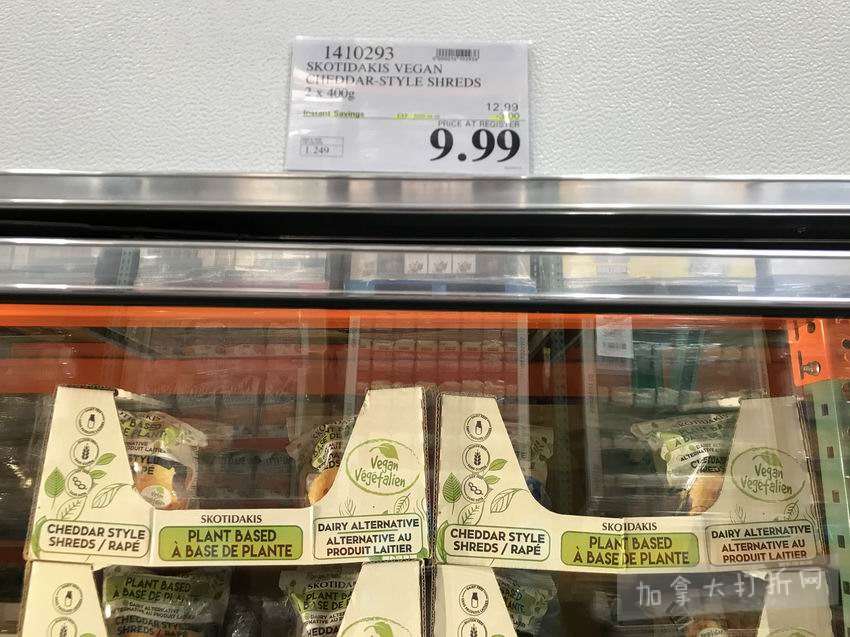 1410293
SKOTIDAKIS VEGAN
CHEDDAR-STYLE SHREDS
2 x 400g
12.99
Instant Savings
PRICE AT REGISTER
9.99
1.249
Vegan
Végétalien
SKOTIDAKIS
CHEDDAR STYLE
SHREDS / RAPÉ
PLANT BASED
À BASE DE PLANTE
DAIRY ALTERNATIVE
ALTERNATIVE AU
PRODUIT LAITIER
Vegan
Végétalien
SKOTIDAKIS
CHEDDAR STYLE
SHREDS / RAPÉ
PLANT BASED
À BASE DE PLANTE
DAIRY ALTERNATIVE
ALTERNATIVE AU
PRODUIT LAITIER
PLANT BASED
加拿大打折网